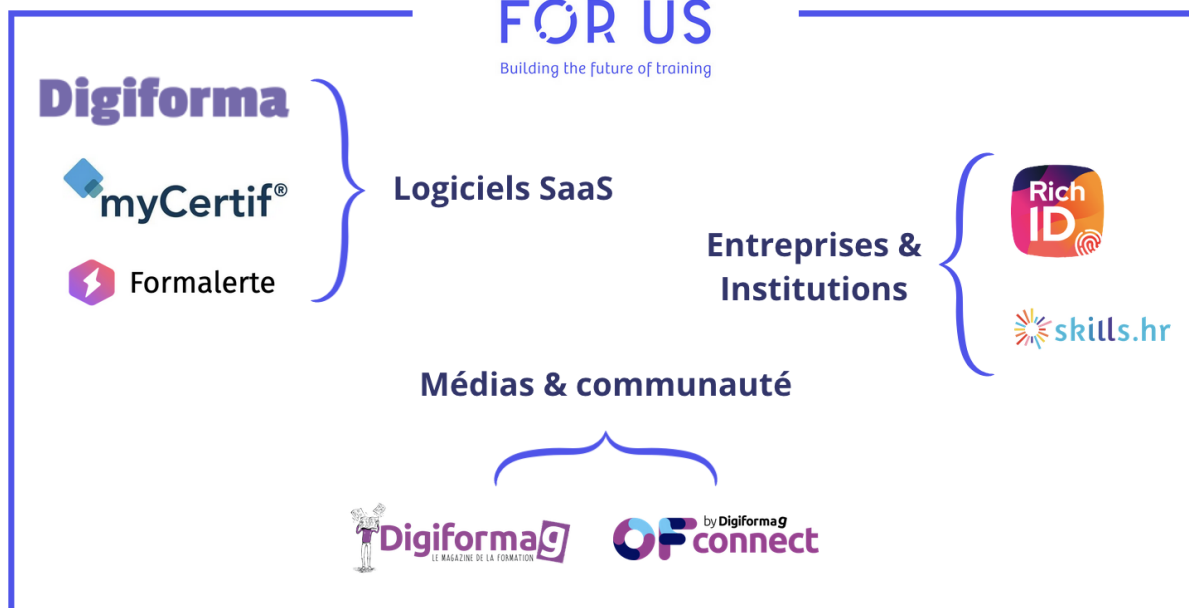 FOR US
Building the future of training
Digiforma
myCertif®
Formalerte
Logiciels SaaS
Entreprises &
Institutions
Rich
ID
skills.hr
Médias & communauté
Digiformag
LE MAGAZINE DE LA FORMATION
by Digiformag
OF connect